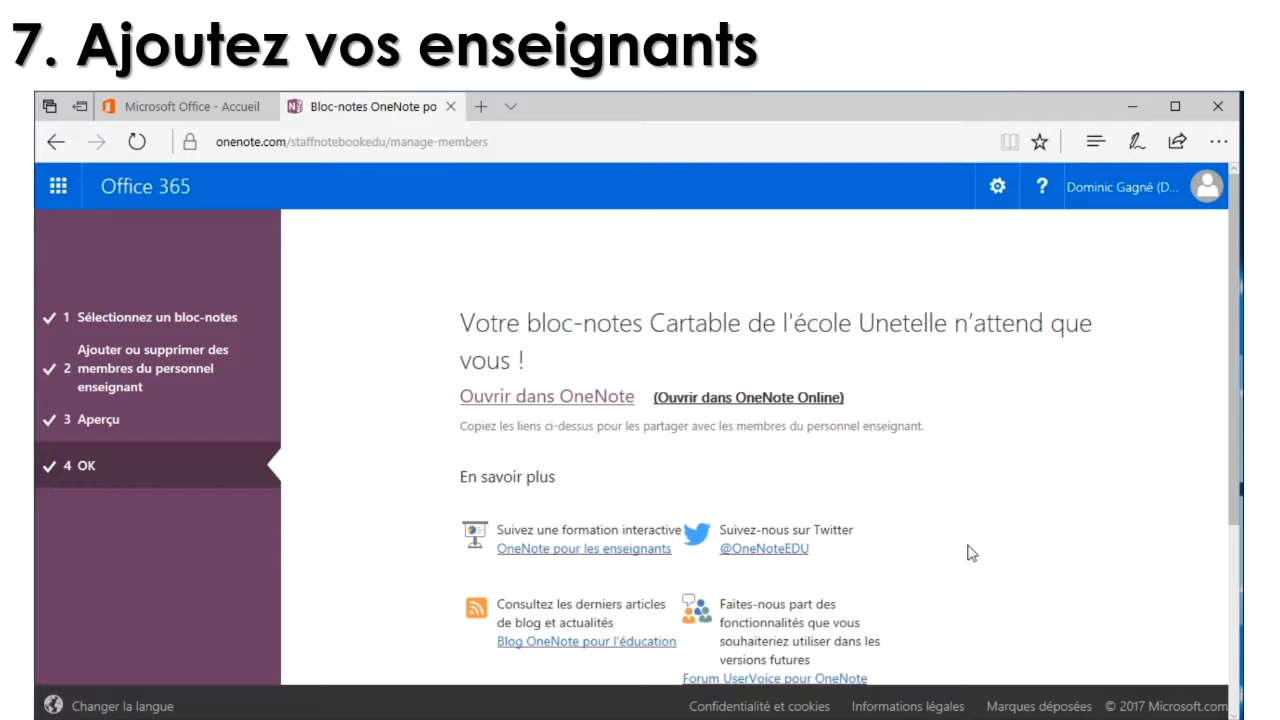 7. Ajoutez vos enseignants
Microsoft Office - Accueil
Bloc-notes OneNote po
onenote.com/staffnotebookedu/manage-members
Office 365
?
Dominic Gagné (D...
1 Sélectionnez un bloc-notes
Ajouter ou supprimer des
2 membres du personnel
enseignant
3 Aperçu
4 OK
Votre bloc-notes Cartable de l'école Unetelle n’attend que
vous !
Ouvrir dans OneNote (Ouvrir dans OneNote Online)
Copiez les liens ci-dessus pour les partager avec les membres du personnel enseignant.
En savoir plus
Suivez une formation interactive
OneNote pour les enseignants
Suivez-nous sur Twitter
@OneNoteEDU
Consultez les derniers articles
de blog et actualités
Blog OneNote pour l'éducation
Faites-nous part des
fonctionnalités que vous
souhaiteriez utiliser dans les
versions futures
Forum UserVoice pour OneNote
Changer la langue
Confidentialité et cookies
Informations légales
Marques déposées
© 2017 Microsoft.com